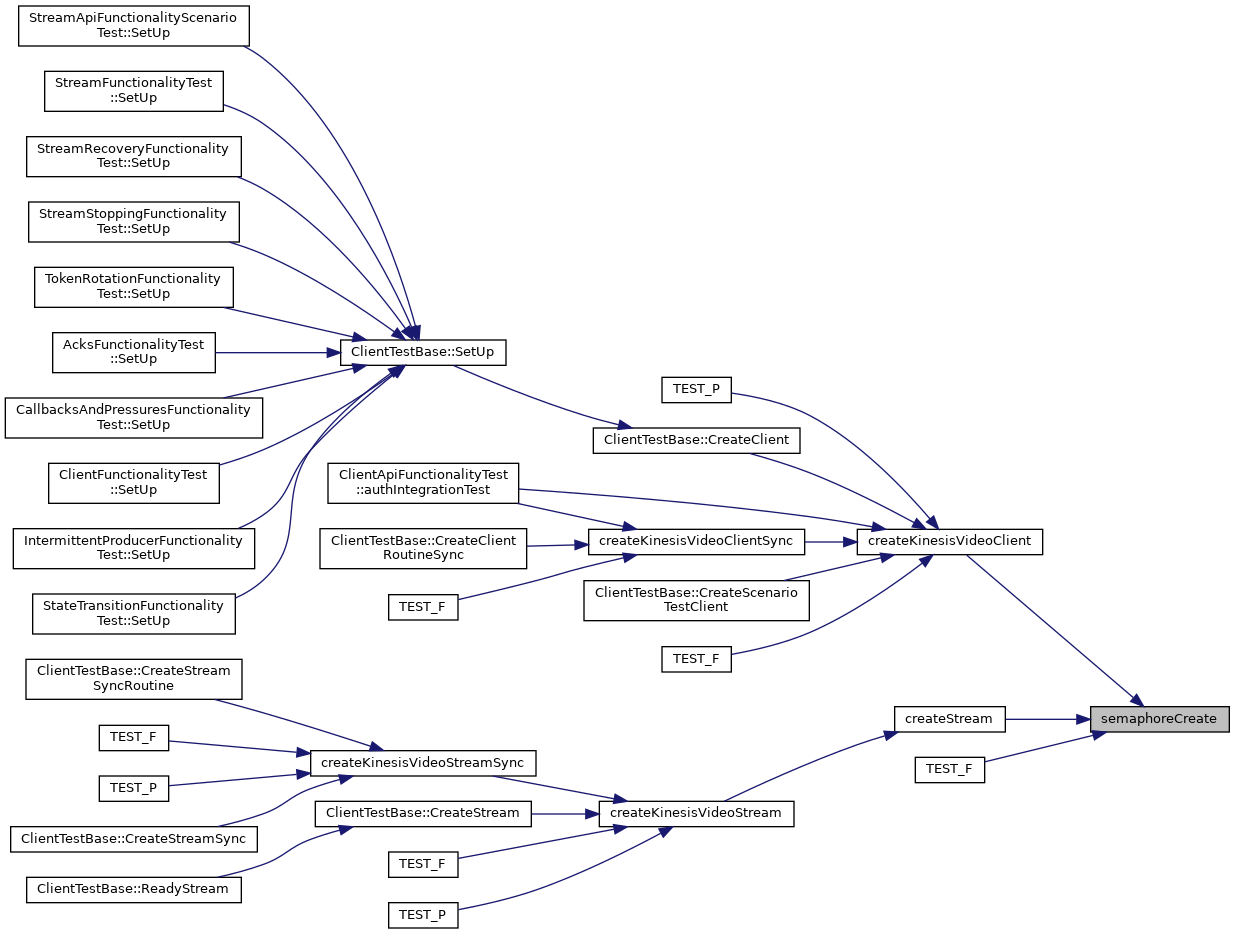 StreamApiFunctionalityScenario
Test::SetUp
StreamFunctionalityTest
::SetUp
StreamRecoveryFunctionality
Test::SetUp
StreamStoppingFunctionality
Test::SetUp
TokenRotationFunctionality
Test::SetUp
AcksFunctionalityTest
::SetUp
CallbacksAndPressuresFunctionality
Test::SetUp
ClientFunctionalityTest
::SetUp
IntermittentProducerFunctionality
Test::SetUp
StateTransitionFunctionality
Test::SetUp
ClientTestBase::CreateStream
SyncRoutine
TEST_F
TEST_P
ClientTestBase::CreateStreamSync
ClientTestBase::ReadyStream
ClientTestBase::SetUp
ClientApiFunctionalityTest
::authIntegrationTest
ClientTestBase::CreateClient
RoutineSync
TEST_F
createKinesisVideoStreamSync
ClientTestBase::CreateStream
TEST_F
TEST_P
TEST_P
ClientTestBase::CreateClient
createKinesisVideoClientSync
ClientTestBase::CreateScenario
TestClient
TEST_F
createKinesisVideoStream
createKinesisVideoClient
createStream
TEST_F
semaphoreCreate